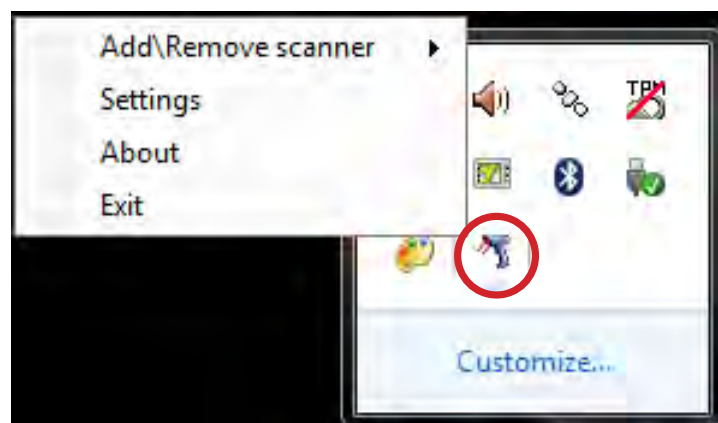 Add\Remove scanner
Settings
About
Exit
TPM
Customize...